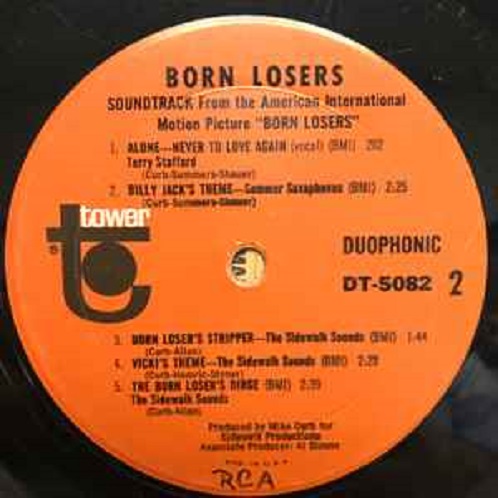 BORN LOSERS
SOUNDTRACK From the American International
Motion Picture "BORN LOSERS"
1. ALONE—NEVER TO LOVE AGAIN (vocal) (BMI) 2:02
Terry Stafford
(Curb-Summers-Shauer)
2. BILLY JACK'S THEME—Sommer Saxophones (BMI) 2:25
(Curb-Summers-Shauer)
tower
DUOPHONIC
DT-5082 2
3. BORN LOSER'S STRIPPER—The Sidewalk Sounds (BMI) 1:44
(Curb-Allan)
4. VICKI'S THEME—The Sidewalk Sounds (BMI) 2:29
5. THE BORN LOSER'S DIRGE (BMI) 2:35
The Sidewalk Sounds
(Curb-Allan)
Produced by Mike Curb for
Sidewalk Productions
Associate Producer: Al Simms
RCA